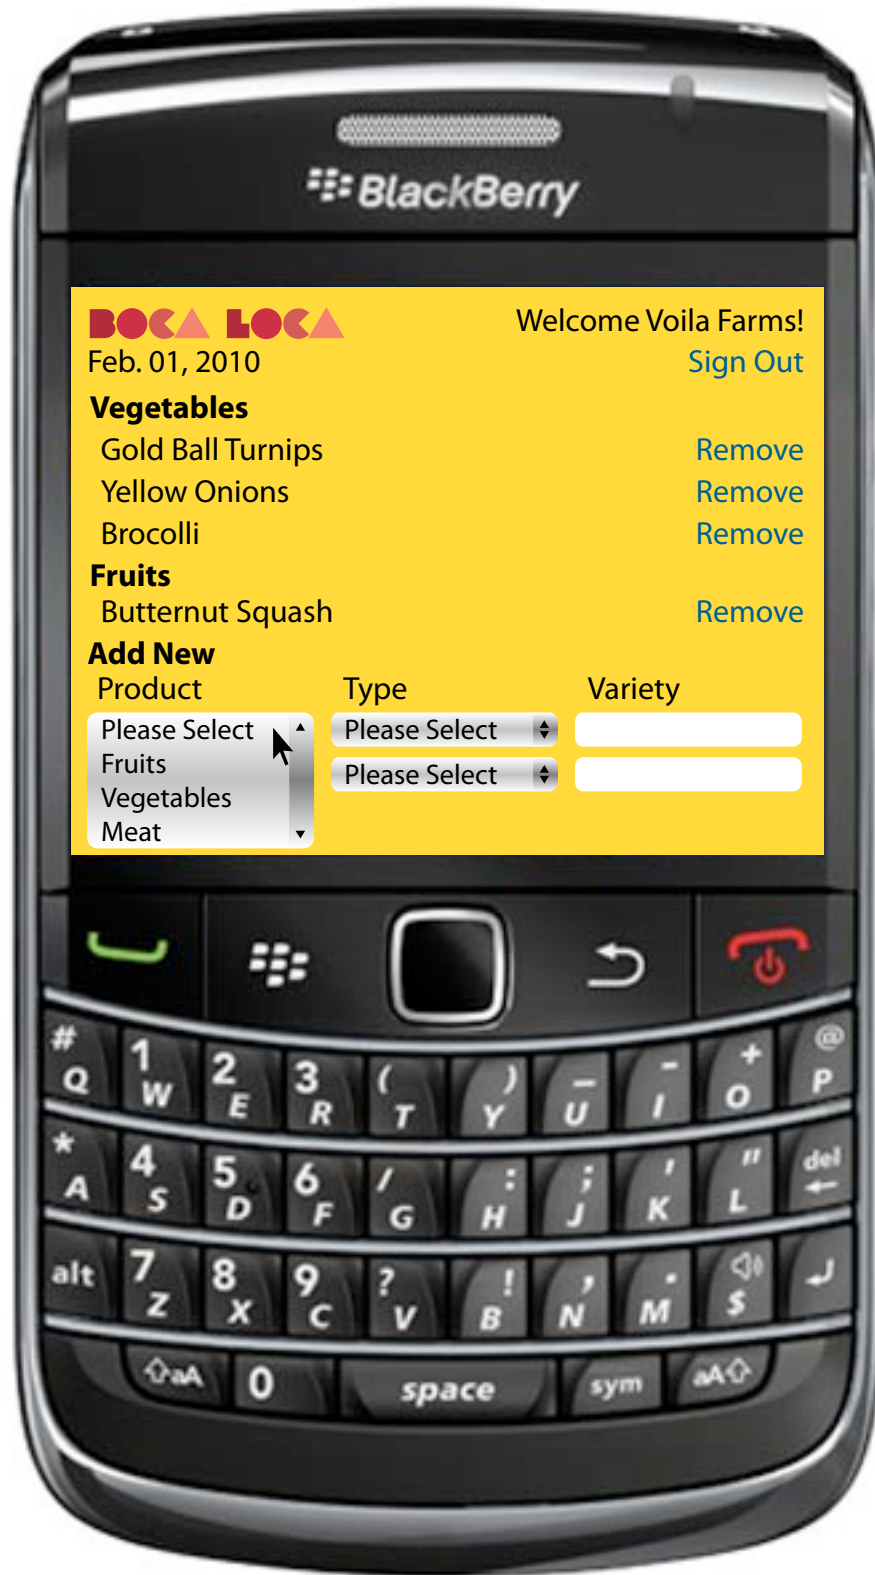 BlackBerry
BOCA LOCA Welcome Voila Farms!
Feb. 01, 2010 Sign Out
Vegetables
Gold Ball Turnips Remove
Yellow Onions Remove
Brocolli Remove
Fruits
Butternut Squash Remove
Add New
Product Type Variety
Please Select Please Select
Fruits Please Select
Vegetables
Meat
# 1 2 3 ( ) _ - + @
Q W E R T Y U I O P
* 4 5 6 / : ; ' " del
A S D F G H J K L
alt 7 8 9 ? ! , .
Z X C V B N M $
aA 0 space sym aA